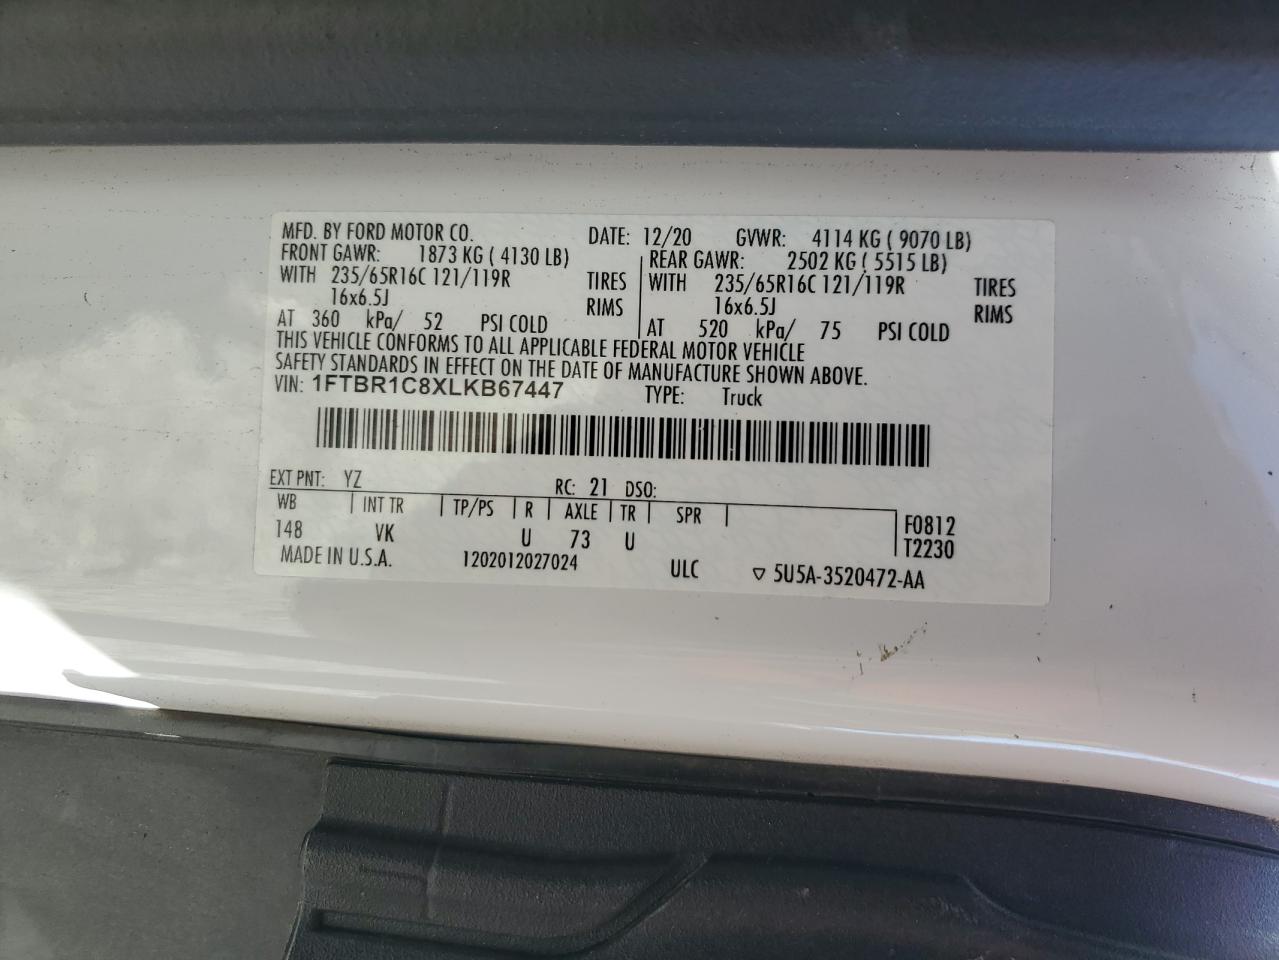 MFD. BY FORD MOTOR CO. DATE: 12/20 GVWR: 4114 KG ( 9070 LB)
FRONT GAWR: 1873 KG ( 4130 LB) REAR GAWR: 2502 KG ( 5515 LB)
WITH 235/65R16C 121/119R TIRES WITH 235/65R16C 121/119R TIRES
16x6.5J RIMS 16x6.5J RIMS
AT 360 kPa/ 52 PSI COLD AT 520 kPa/ 75 PSI COLD
THIS VEHICLE CONFORMS TO ALL APPLICABLE FEDERAL MOTOR VEHICLE
SAFETY STANDARDS IN EFFECT ON THE DATE OF MANUFACTURE SHOWN ABOVE.
VIN: 1FTBR1C8XLKB67447 TYPE: Truck
EXT PNT: YZ RC: 21 DSO:
WB INT TR TP/PS R AXLE TR SPR F0812
148 VK U 73 U T2230
MADE IN U.S.A. 1202012027024 ULC ▽ 5U5A-3520472-AA